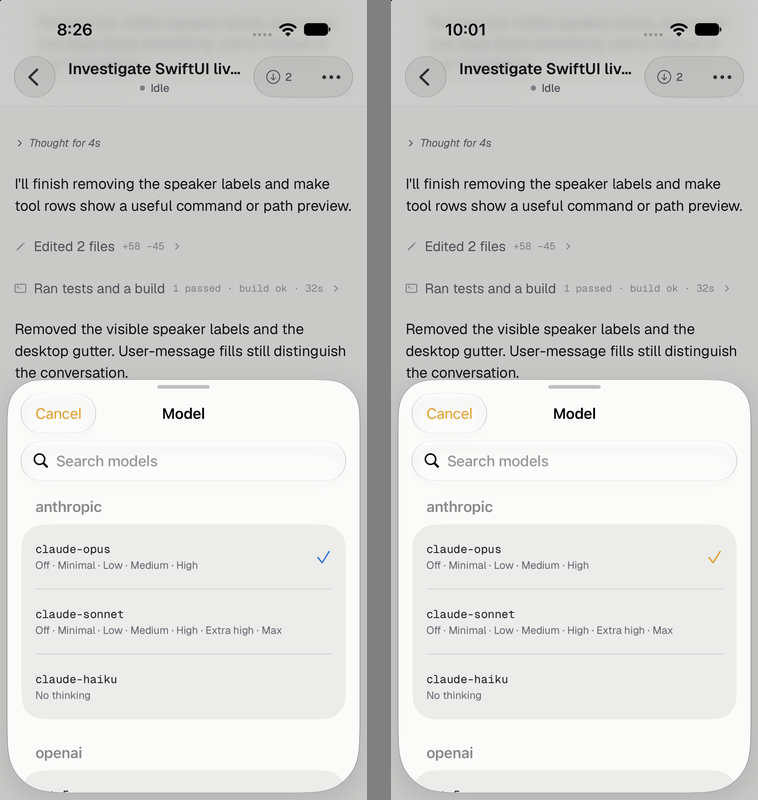 8:26
Investigate SwiftUI liv...
2
Idle
Thought for 4s
I'll finish removing the speaker labels and make
tool rows show a useful command or path preview.
Edited 2 files +58 −45
Ran tests and a build 1 passed · build ok · 32s
Removed the visible speaker labels and the
desktop gutter. User-message fills still distinguish
the conversation.
Cancel
Model
Search models
anthropic
claude-opus
Off · Minimal · Low · Medium · High
claude-sonnet
Off · Minimal · Low · Medium · High · Extra high · Max
claude-haiku
No thinking
openai
10:01
Investigate SwiftUI liv...
2
Idle
Thought for 4s
I'll finish removing the speaker labels and make
tool rows show a useful command or path preview.
Edited 2 files +58 −45
Ran tests and a build 1 passed · build ok · 32s
Removed the visible speaker labels and the
desktop gutter. User-message fills still distinguish
the conversation.
Cancel
Model
Search models
anthropic
claude-opus
Off · Minimal · Low · Medium · High
claude-sonnet
Off · Minimal · Low · Medium · High · Extra high · Max
claude-haiku
No thinking
openai